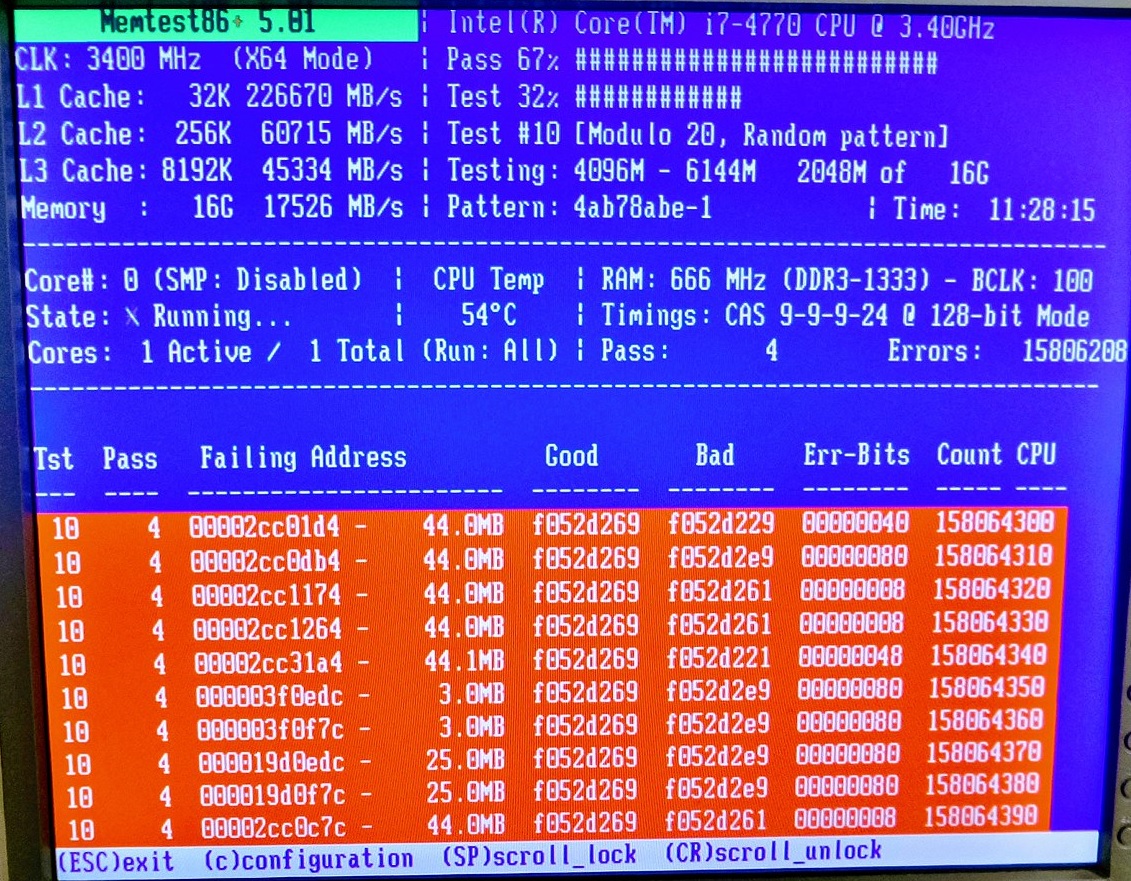 Memtest86+ 5.01 | Intel(R) Core(TM) i7-4770 CPU @ 3.40GHz
CLK: 3400 MHz (X64 Mode) | Pass 67% ##########################
L1 Cache: 32K 226670 MB/s | Test 32% ############
L2 Cache: 256K 60715 MB/s | Test #10 [Modulo 20, Random pattern]
L3 Cache: 8192K 45334 MB/s | Testing: 4096M - 6144M 2048M of 16G
Memory : 16G 17526 MB/s | Pattern: 4ab78abe-1 | Time: 11:28:15
Core#: 0 (SMP: Disabled) | CPU Temp | RAM: 666 MHz (DDR3-1333) - BCLK: 100
State: \ Running... | 54°C | Timings: CAS 9-9-9-24 @ 128-bit Mode
Cores: 1 Active / 1 Total (Run: All) | Pass: 4 Errors: 15806208
Tst Pass Failing Address Good Bad Err-Bits Count CPU
10 4 00002cc01d4 - 44.0MB f052d269 f052d229 00000040 158064300
10 4 00002cc0db4 - 44.0MB f052d269 f052d2e9 00000080 158064310
10 4 00002cc1174 - 44.0MB f052d269 f052d261 00000008 158064320
10 4 00002cc1264 - 44.0MB f052d269 f052d261 00000008 158064330
10 4 00002cc31a4 - 44.1MB f052d269 f052d221 00000048 158064340
10 4 000003f0edc - 3.0MB f052d269 f052d2e9 00000080 158064350
10 4 000003f0f7c - 3.0MB f052d269 f052d2e9 00000080 158064360
10 4 000019d0edc - 25.0MB f052d269 f052d2e9 00000080 158064370
10 4 000019d0f7c - 25.0MB f052d269 f052d2e9 00000080 158064380
10 4 00002cc0c7c - 44.0MB f052d269 f052d261 00000008 158064390
(ESC)exit (c)configuration (SP)scroll_lock (CR)scroll_unlock